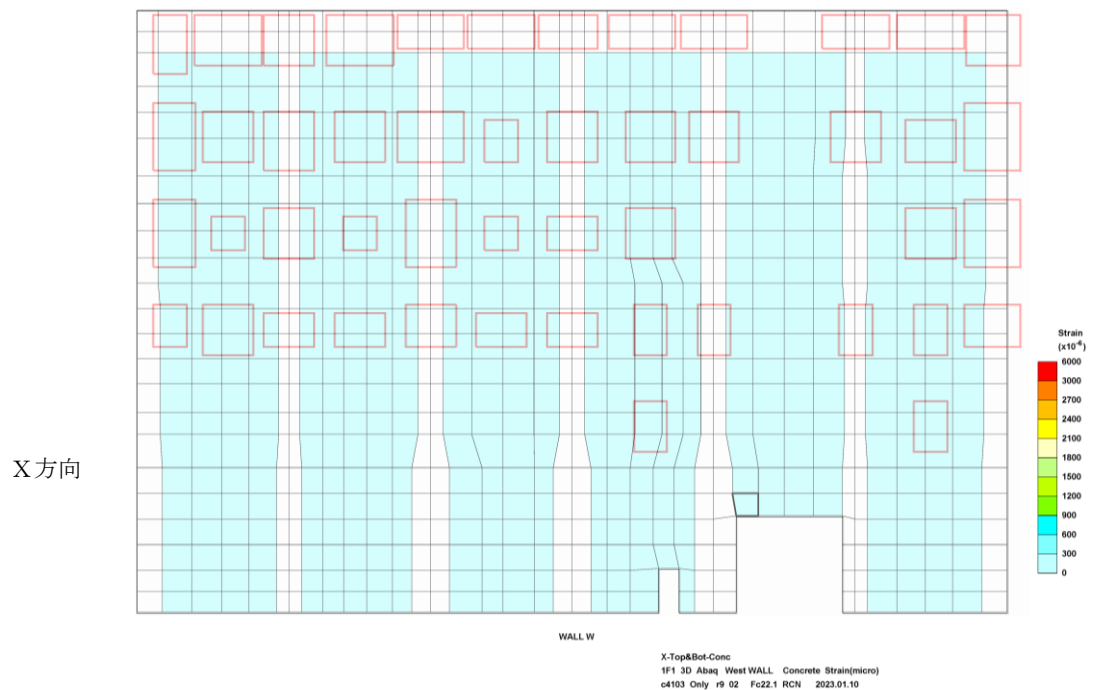 X方向
Strain
(x10⁻⁶)
6000
3000
2700
2400
2100
1800
1500
1200
900
600
300
0
WALL W
X-Top&Bot-Conc
1F1 3D Abaq West WALL Concrete Strain(micro)
c4103 Only r9 02 Fc22.1 RCN 2023.01.10